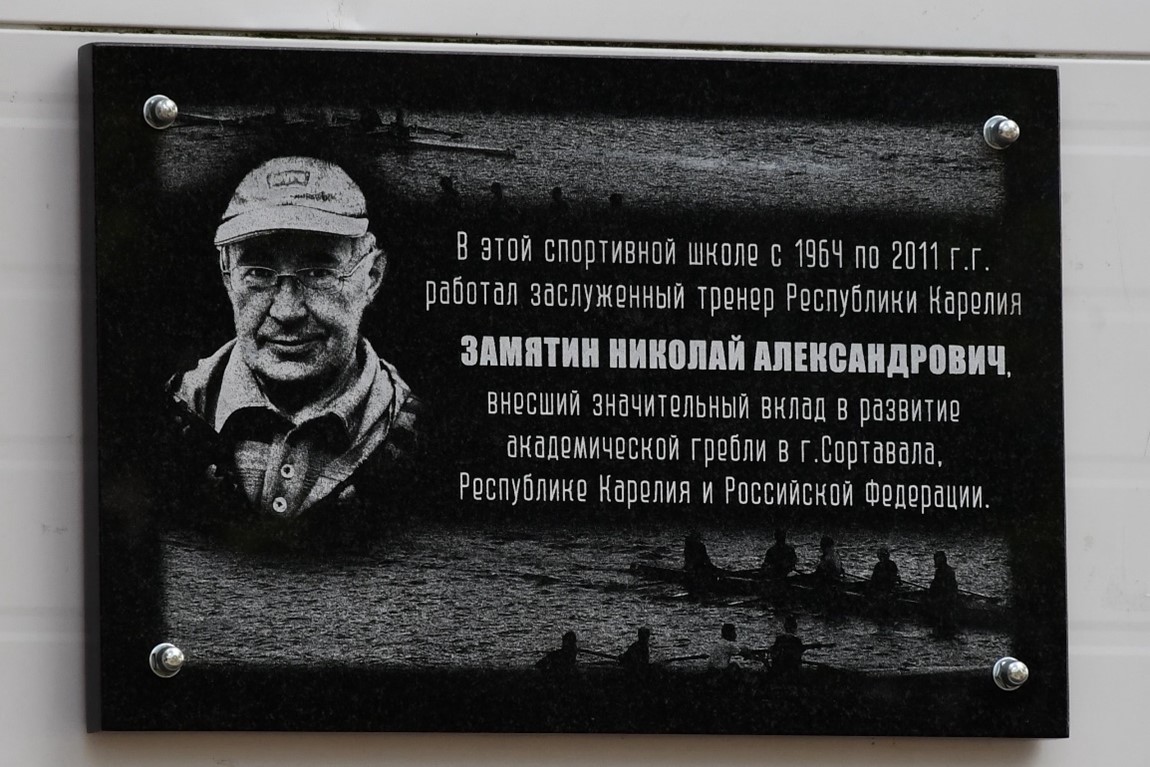 В этой спортивной школе с 1964 по 2011 г.г.
работал заслуженный тренер Республики Карелия
ЗАМЯТИН НИКОЛАЙ АЛЕКСАНДРОВИЧ,
внесший значительный вклад в развитие
академической гребли в г.Сортавала,
Республике Карелия и Российской Федерации.